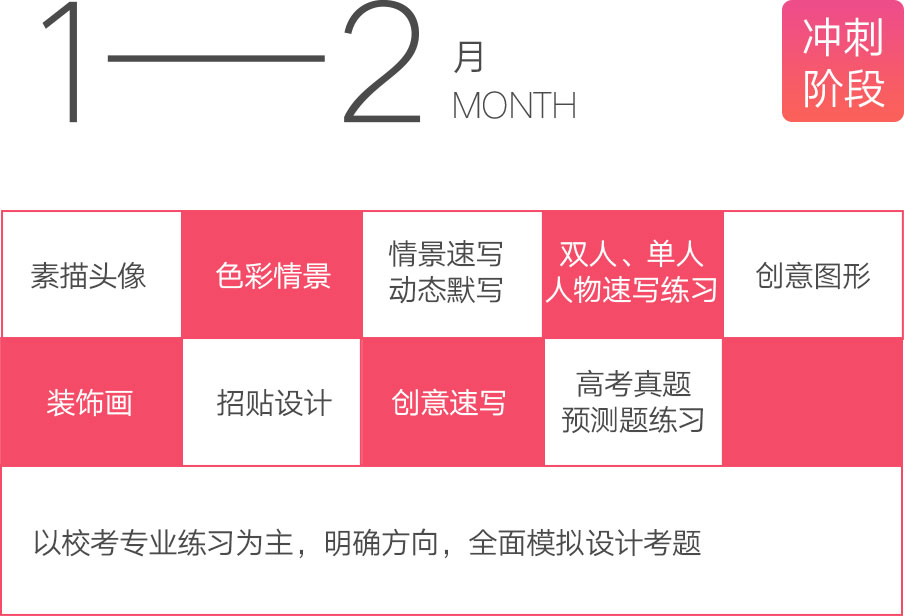 1—2
月
MONTH
冲刺
阶段
素描头像
色彩情景
情景速写
动态默写
双人、单人
人物速写练习
创意图形
装饰画
招贴设计
创意速写
高考真题
预测题练习
以校考专业练习为主，明确方向，全面模拟设计考题